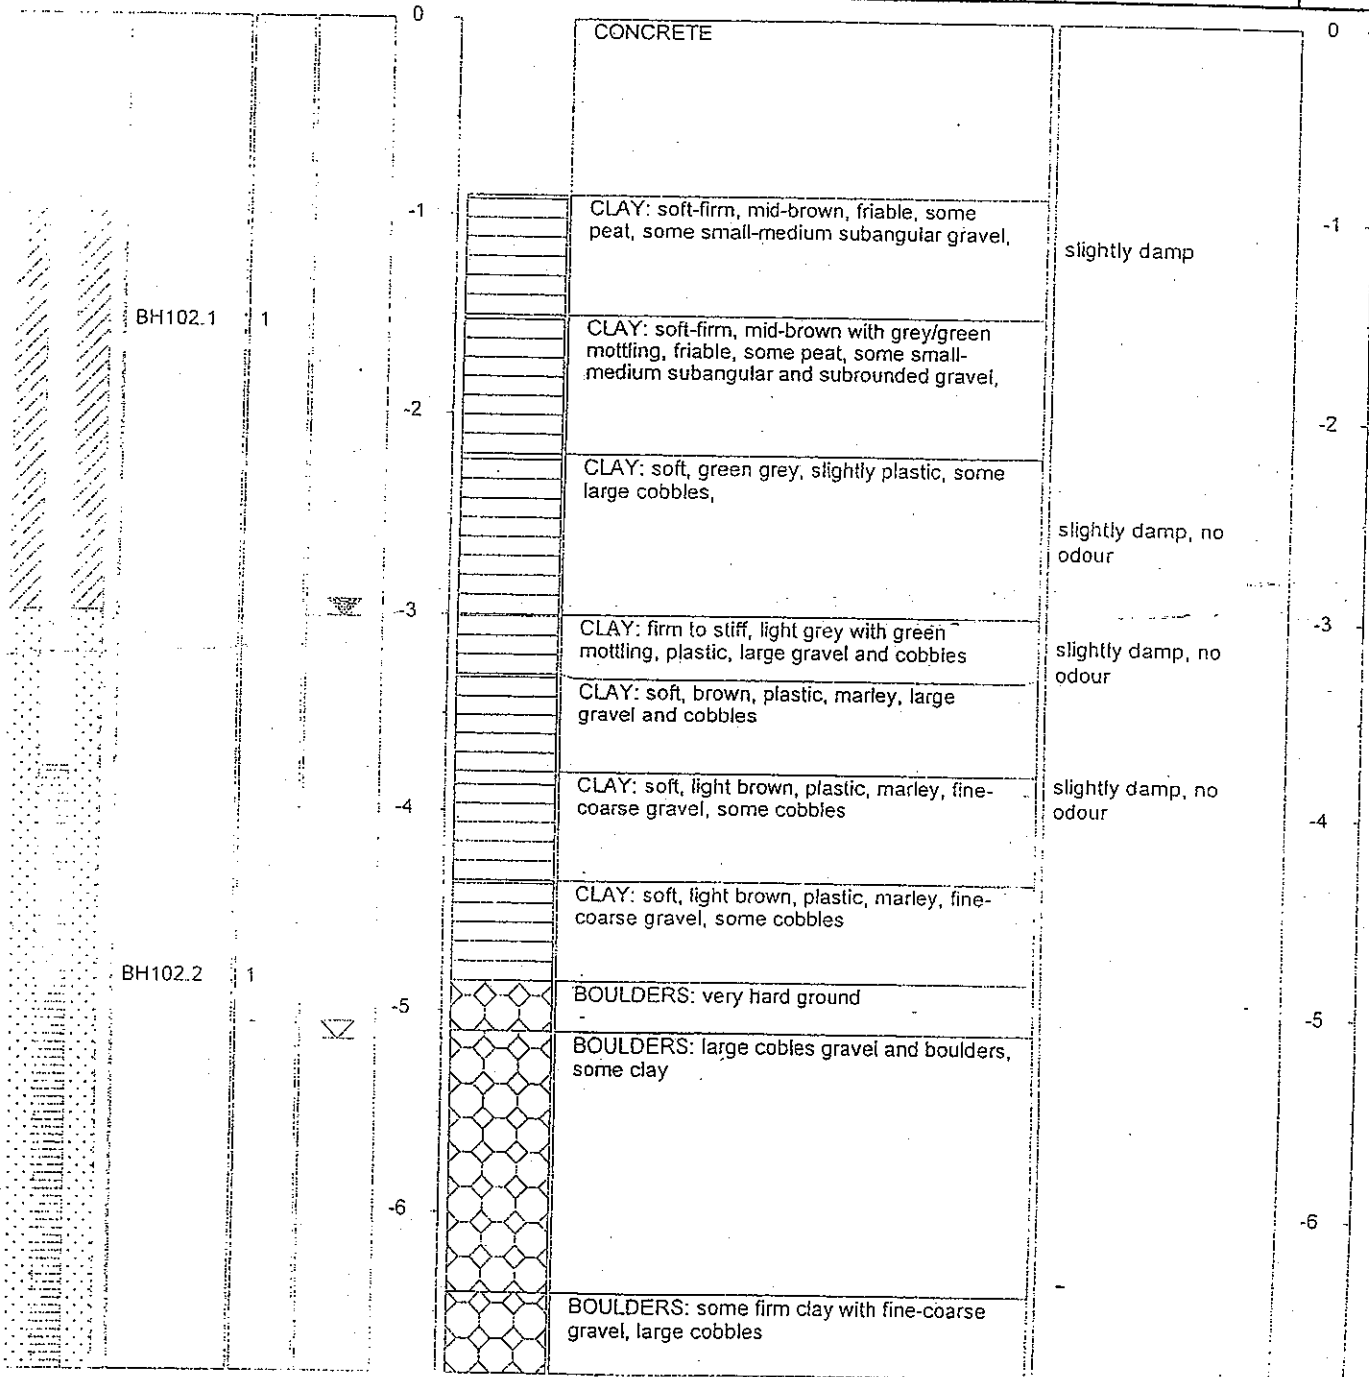 0
CONCRETE
0
-1
CLAY: soft-firm, mid-brown, friable, some
peat, some small-medium subangular gravel,
-1
slightly damp
BH102.1
1
CLAY: soft-firm, mid-brown with grey/green
mottling, friable, some peat, some small-
medium subangular and subrounded gravel,
-2
-2
CLAY: soft, green grey, slightly plastic, some
large cobbles,
slightly damp, no
odour
-3
CLAY: firm to stiff, light grey with green
mottling, plastic, large gravel and cobbles
-3
slightly damp, no
odour
CLAY: soft, brown, plastic, marley, large
gravel and cobbles
CLAY: soft, light brown, plastic, marley, fine-
coarse gravel, some cobbles
slightly damp, no
odour
-4
-4
CLAY: soft, light brown, plastic, marley, fine-
coarse gravel, some cobbles
BH102.2
1
BOULDERS: very hard ground
-5
-5
BOULDERS: large cobles gravel and boulders,
some clay
-6
-6
BOULDERS: some firm clay with fine-coarse
gravel, large cobbles